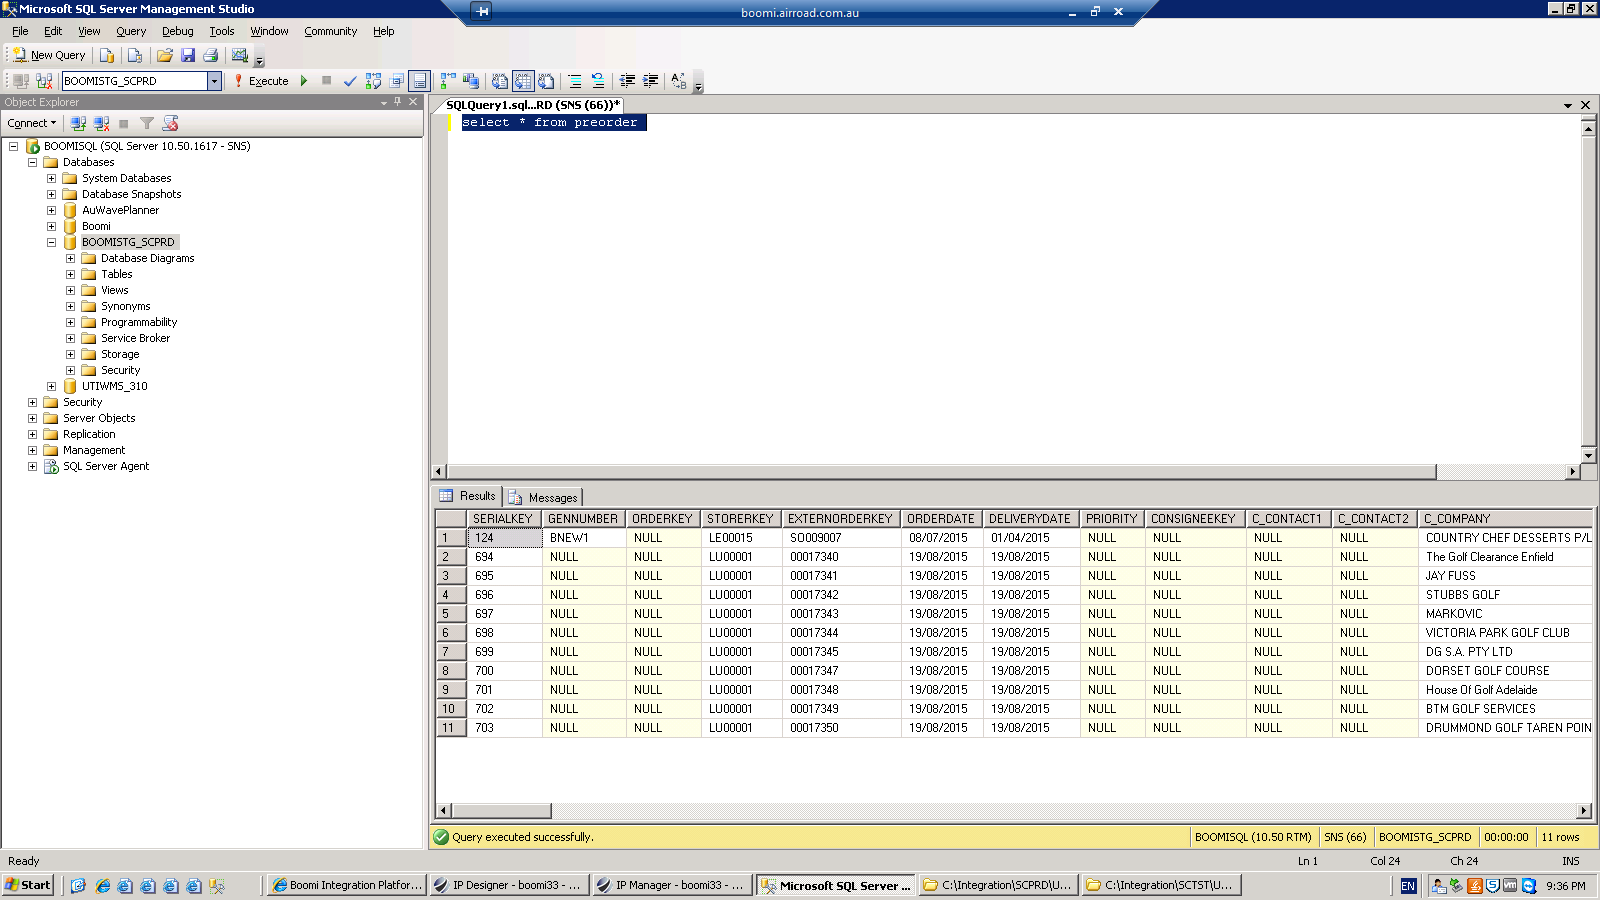 Microsoft SQL Server Management Studio
boomi.airroad.com.au
File Edit View Query Debug Tools Window Community Help
New Query
BOOMISTG_SCPRD Execute
Object Explorer
Connect
BOOMISQL (SQL Server 10.50.1617 - SNS)
Databases
System Databases
Database Snapshots
AuWavePlanner
Boomi
BOOMISTG_SCPRD
Database Diagrams
Tables
Views
Synonyms
Programmability
Service Broker
Storage
Security
UTIWMS_310
Security
Server Objects
Replication
Management
SQL Server Agent
SQLQuery1.sql...RD (SNS (66))*
select * from preorder
Results Messages
SERIALKEY GENNUMBER ORDERKEY STORERKEY EXTERNORDERKEY ORDERDATE DELIVERYDATE PRIORITY CONSIGNEEKEY C_CONTACT1 C_CONTACT2 C_COMPANY
1 124 BNEW1 NULL LE00015 SO009007 08/07/2015 01/04/2015 NULL NULL NULL NULL COUNTRY CHEF DESSERTS P/L
2 694 NULL NULL LU00001 00017340 19/08/2015 19/08/2015 NULL NULL NULL NULL The Golf Clearance Enfield
3 695 NULL NULL LU00001 00017341 19/08/2015 19/08/2015 NULL NULL NULL NULL JAY FUSS
4 696 NULL NULL LU00001 00017342 19/08/2015 19/08/2015 NULL NULL NULL NULL STUBBS GOLF
5 697 NULL NULL LU00001 00017343 19/08/2015 19/08/2015 NULL NULL NULL NULL MARKOVIC
6 698 NULL NULL LU00001 00017344 19/08/2015 19/08/2015 NULL NULL NULL NULL VICTORIA PARK GOLF CLUB
7 699 NULL NULL LU00001 00017345 19/08/2015 19/08/2015 NULL NULL NULL NULL DG S.A. PTY LTD
8 700 NULL NULL LU00001 00017347 19/08/2015 19/08/2015 NULL NULL NULL NULL DORSET GOLF COURSE
9 701 NULL NULL LU00001 00017348 19/08/2015 19/08/2015 NULL NULL NULL NULL House Of Golf Adelaide
10 702 NULL NULL LU00001 00017349 19/08/2015 19/08/2015 NULL NULL NULL NULL BTM GOLF SERVICES
11 703 NULL NULL LU00001 00017350 19/08/2015 19/08/2015 NULL NULL NULL NULL DRUMMOND GOLF TAREN POIN
Query executed successfully. BOOMISQL (10.50 RTM) SNS (66) BOOMISTG_SCPRD 00:00:00 11 rows
Ready Ln 1 Col 24 Ch 24 INS
Start Boomi Integration Platfor... IP Designer - boomi33 - ... IP Manager - boomi33 - ... Microsoft SQL Server ... C:\Integration\SCPRD\U... C:\Integration\SCTST\U... EN 9:36 PM